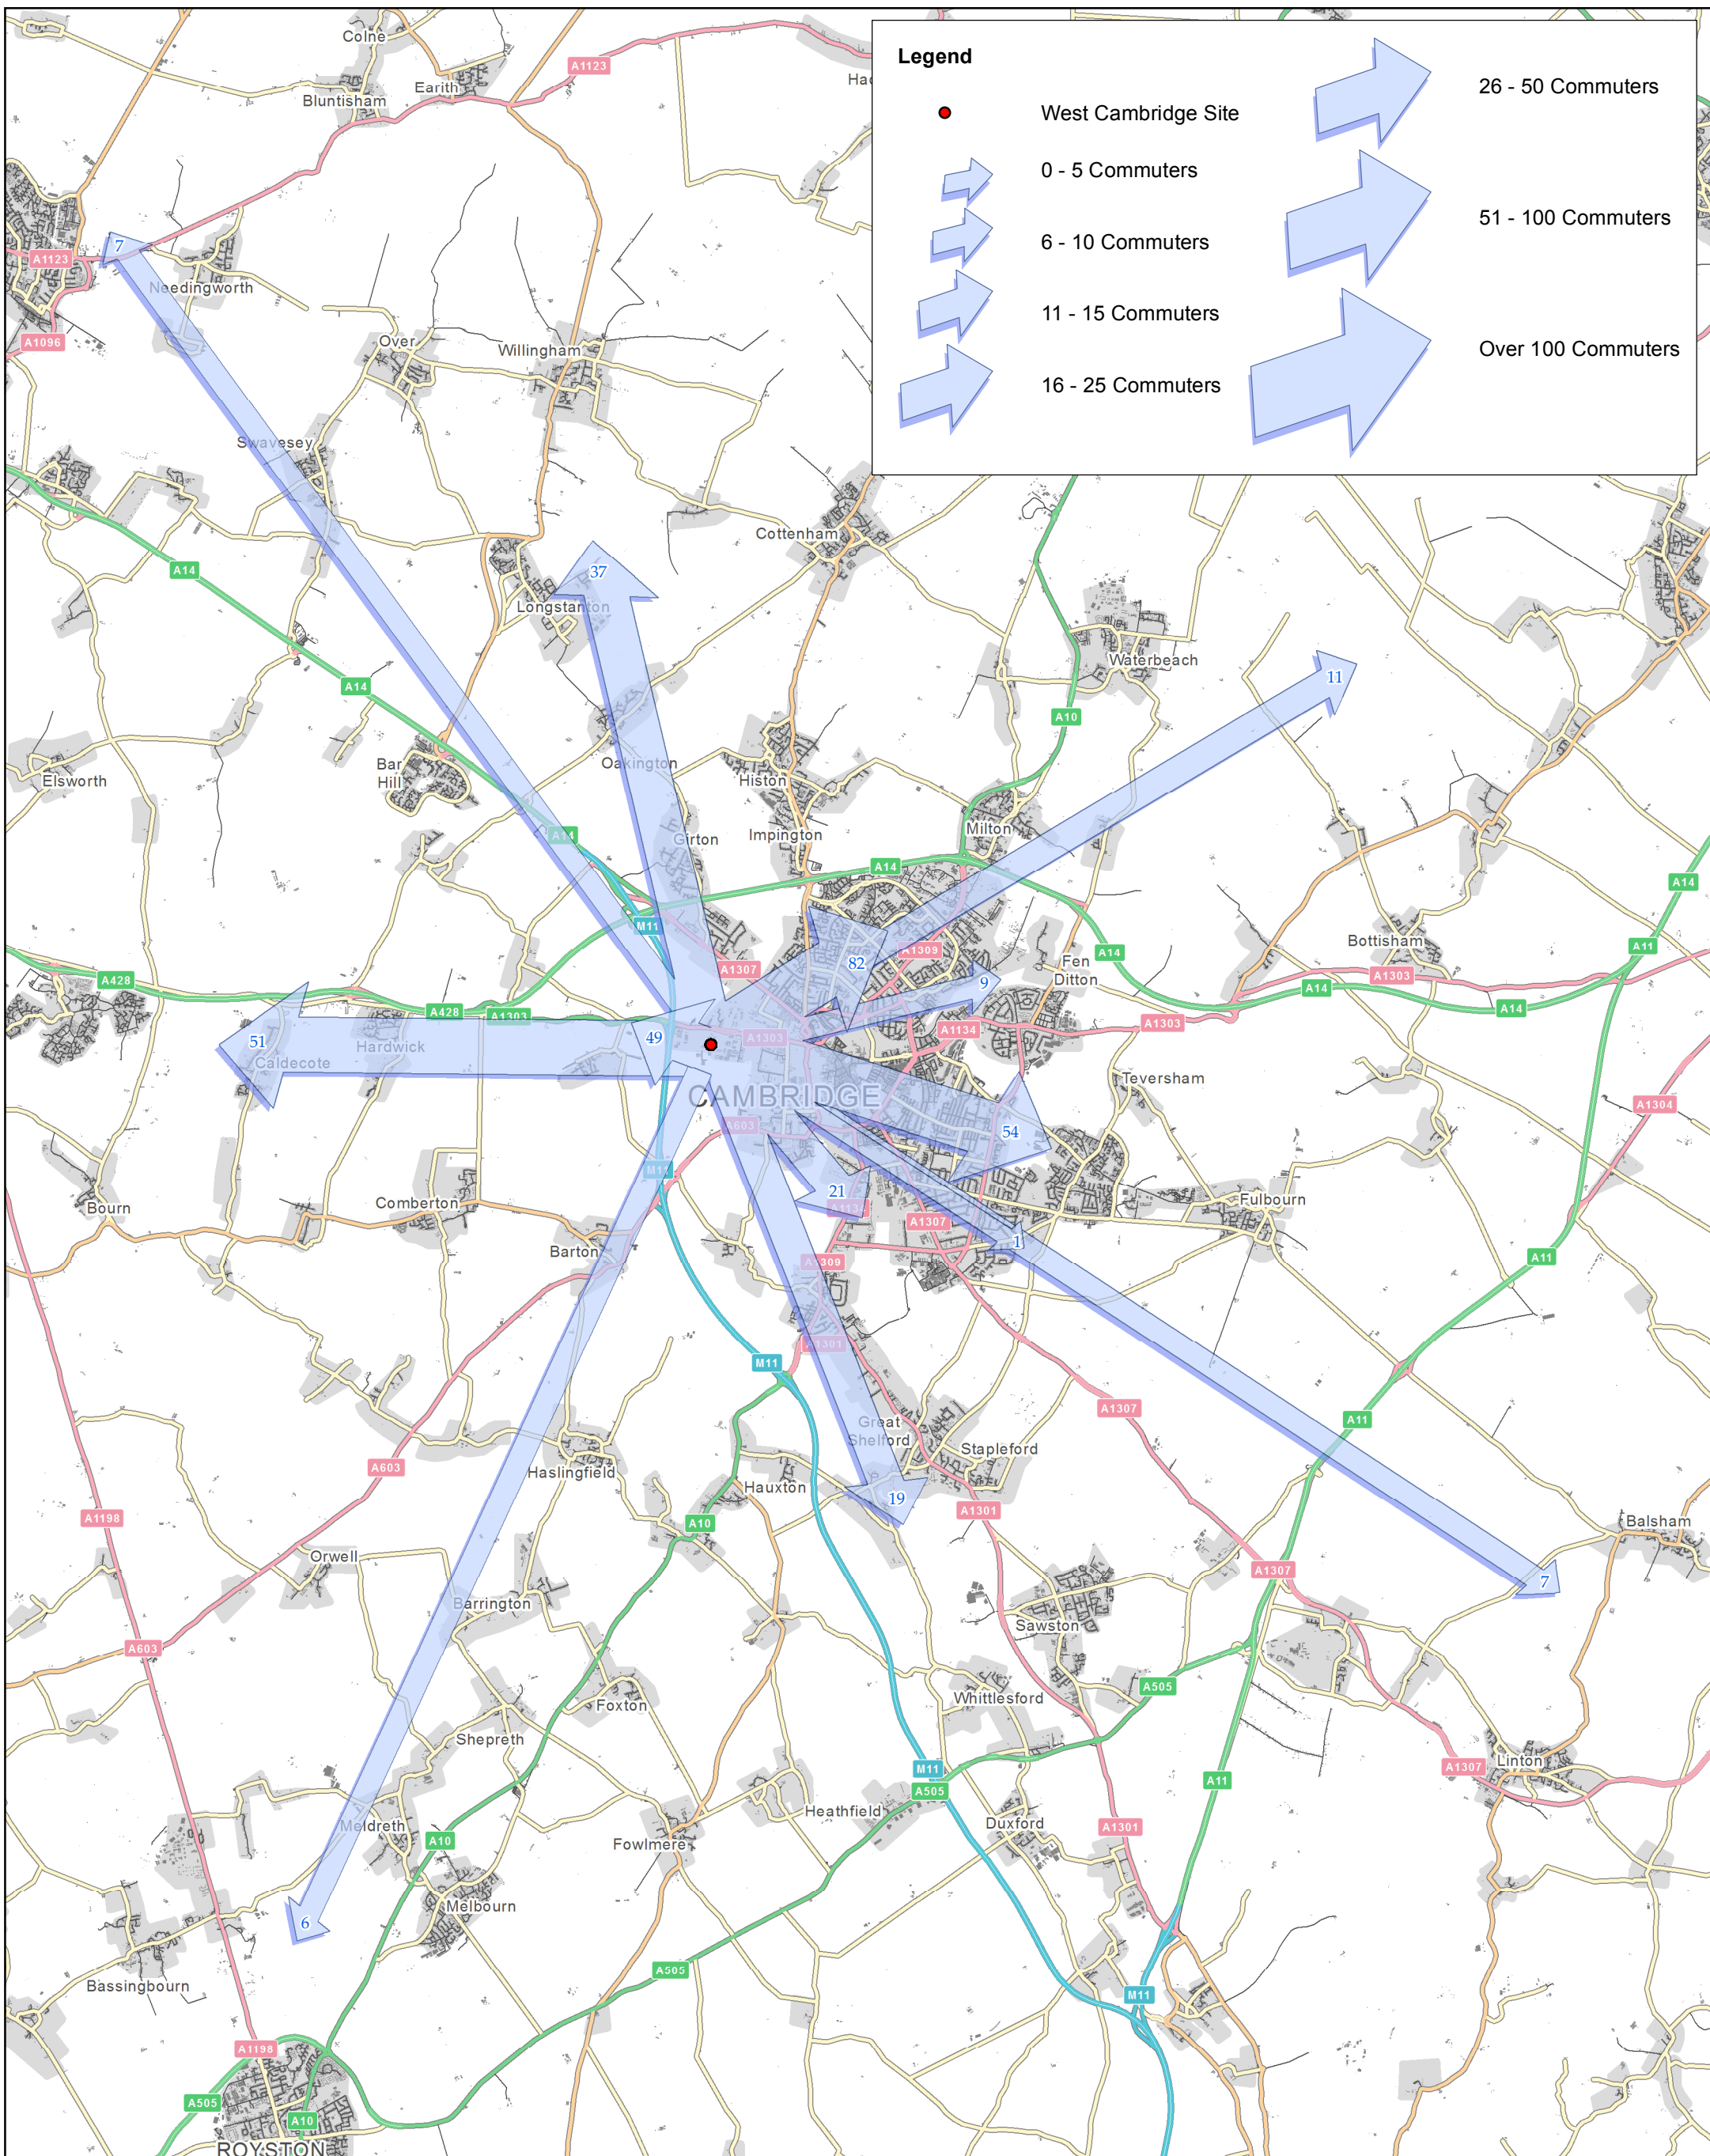 Legend
West Cambridge Site
0 - 5 Commuters
6 - 10 Commuters
11 - 15 Commuters
16 - 25 Commuters
26 - 50 Commuters
51 - 100 Commuters
Over 100 Commuters
Colne
A1123
Earith
Bluntisham
7
A1123
Needingworth
A1096
Over
Willingham
Swavesey
Cottenham
A14
37
Longstanton
Waterbeach
11
A14
A10
Bar
Hill
Oakington
Histon
Elsworth
A14
Girton
Impington
Milton
A14
A14
M11
A1309
Bottisham
A11
A14
A1307
82
Fen
Ditton
A1303
A428
9
A14
A14
A428
A1303
A1134
A1303
51
49
A1303
Caldecote
Hardwick
CAMBRIDGE
Teversham
A1304
A603
54
M11
21
Bourn
Comberton
Fulbourn
A1307
Barton
1
A11
A1309
A1301
M11
A1307
A11
Great
Shelford
Stapleford
A603
Haslingfield
Hauxton
19
A1301
A1198
A10
Balsham
Orwell
A1307
7
Barrington
Sawston
A603
A505
Foxton
Whittlesford
Shepreth
Linton
M11
A1307
A505
A11
Heathfield
Meldreth
Duxford
A1301
A10
Fowlmere
Melbourn
6
A505
Bassingbourn
M11
A1198
A505
A10
ROYSTON